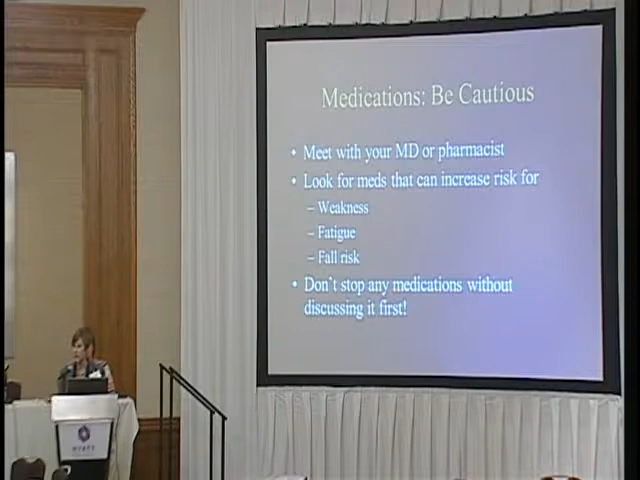 Medications: Be Cautious
• Meet with your MD or pharmacist
• Look for meds that can increase risk for
– Weakness
– Fatigue
– Fall risk
• Don't stop any medications without
discussing it first!
HYATT